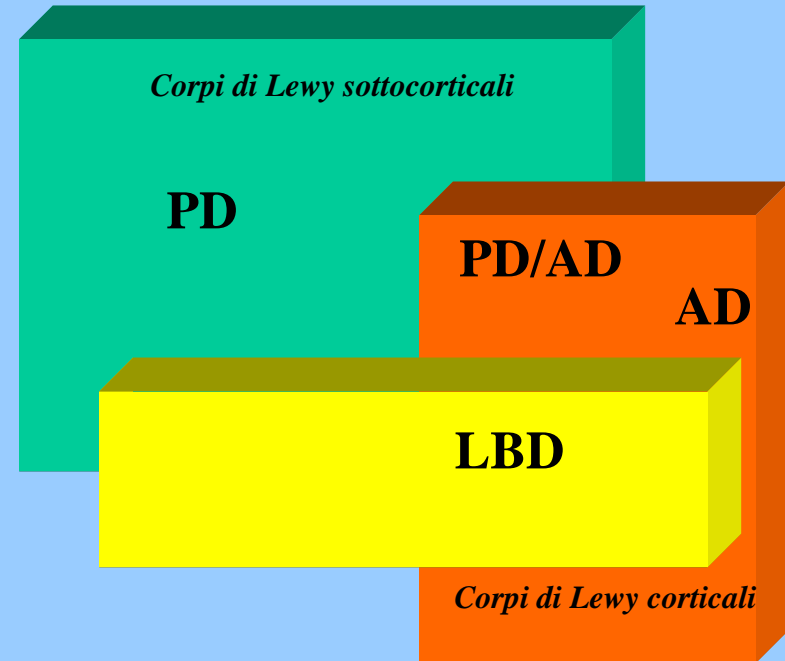 Corpi di Lewy sottocorticali
PD
PD/AD
AD
LBD
Corpi di Lewy corticali